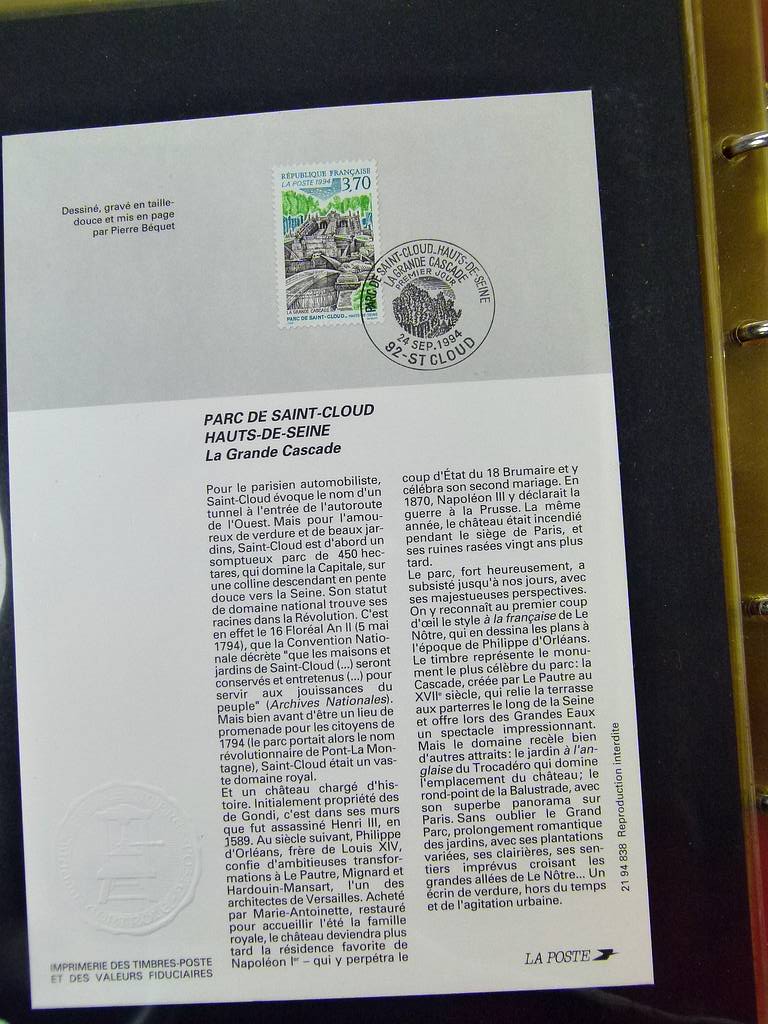 Dessiné, gravé en taille-
douce et mis en page
par Pierre Béquet
RÉPUBLIQUE FRANÇAISE
LA POSTE 1994 3,70
LA GRANDE CASCADE
PARC DE SAINT-CLOUD_ HAUTS-DE-SEINE
PARC DE SAINT-CLOUD_HAUTS-DE-SEINE
LA GRANDE CASCADE
PREMIER JOUR
24 SEP.1994
92-ST CLOUD
PARC DE SAINT-CLOUD
HAUTS-DE-SEINE
La Grande Cascade
Pour le parisien automobiliste,
Saint-Cloud évoque le nom d'un
tunnel à l'entrée de l'autoroute
de l'Ouest. Mais pour l'amou-
reux de verdure et de beaux jar-
dins, Saint-Cloud est d'abord un
somptueux parc de 450 hec-
tares, qui domine la Capitale, sur
une colline descendant en pente
douce vers la Seine. Son statut
de domaine national trouve ses
racines dans la Révolution. C'est
en effet le 16 Floréal An II (5 mai
1794), que la Convention Natio-
nale décrète "que les maisons et
jardins de Saint-Cloud (...) seront
conservés et entretenus (...) pour
servir aux jouissances du
peuple" (Archives Nationales).
Mais bien avant d'être un lieu de
promenade pour les citoyens de
1794 (le parc portait alors le nom
révolutionnaire de Pont-La Mon-
tagne), Saint-Cloud était un vas-
te domaine royal.
Et un château chargé d'his-
toire. Initialement propriété des
de Gondi, c'est dans ses murs
que fut assassiné Henri III, en
1589. Au siècle suivant, Philippe
d'Orléans, frère de Louis XIV,
confie d'ambitieuses transfor-
mations à Le Pautre, Mignard et
Hardouin-Mansart, l'un des
architectes de Versailles. Acheté
par Marie-Antoinette, restauré
pour accueillir l'été la famille
royale, le château deviendra plus
tard la résidence favorite de
Napoléon Ier – qui y perpétra le
coup d'État du 18 Brumaire et y
célébra son second mariage. En
1870, Napoléon III y déclarait la
guerre à la Prusse. La même
année, le château était incendié
pendant le siège de Paris, et
ses ruines rasées vingt ans plus
tard.
Le parc, fort heureusement, a
subsisté jusqu'à nos jours, avec
ses majestueuses perspectives.
On y reconnaît au premier coup
d'œil le style à la française de Le
Nôtre, qui en dessina les plans à
l'époque de Philippe d'Orléans.
Le timbre représente le monu-
ment le plus célèbre du parc : la
Cascade, créée par Le Pautre au
XVIIe siècle, qui relie la terrasse
aux parterres le long de la Seine
et offre lors des Grandes Eaux
un spectacle impressionnant.
Mais le domaine recèle bien
d'autres attraits : le jardin à l'an-
glaise du Trocadéro qui domine
l'emplacement du château ; le
rond-point de la Balustrade, avec
son superbe panorama sur
Paris. Sans oublier le Grand
Parc, prolongement romantique
des jardins, avec ses plantations
variées, ses clairières, ses sen-
tiers imprévus croisant les
grandes allées de Le Nôtre... Un
écrin de verdure, hors du temps
et de l'agitation urbaine.
21 94 838 Reproduction interdite
IMPRIMERIE DES TIMBRES-POSTE
ET DES VALEURS FIDUCIAIRES
LA POSTE